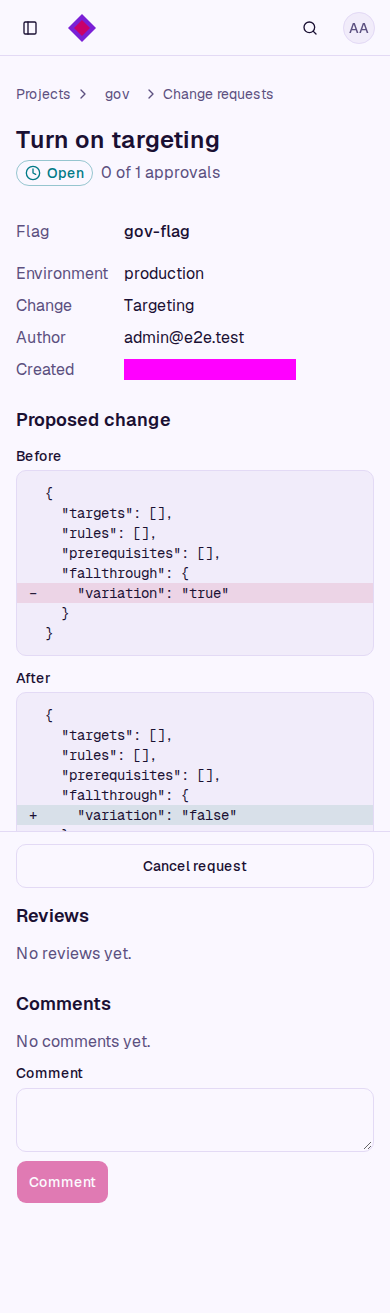 AA
Projects > gov > Change requests
Turn on targeting
Open 0 of 1 approvals
Flag gov-flag
Environment production
Change Targeting
Author admin@e2e.test
Created
Proposed change
Before
{
"targets": [],
"rules": [],
"prerequisites": [],
"fallthrough": {
− "variation": "true"
}
}
After
{
"targets": [],
"rules": [],
"prerequisites": [],
"fallthrough": {
+ "variation": "false"
Cancel request
Reviews
No reviews yet.
Comments
No comments yet.
Comment
Comment